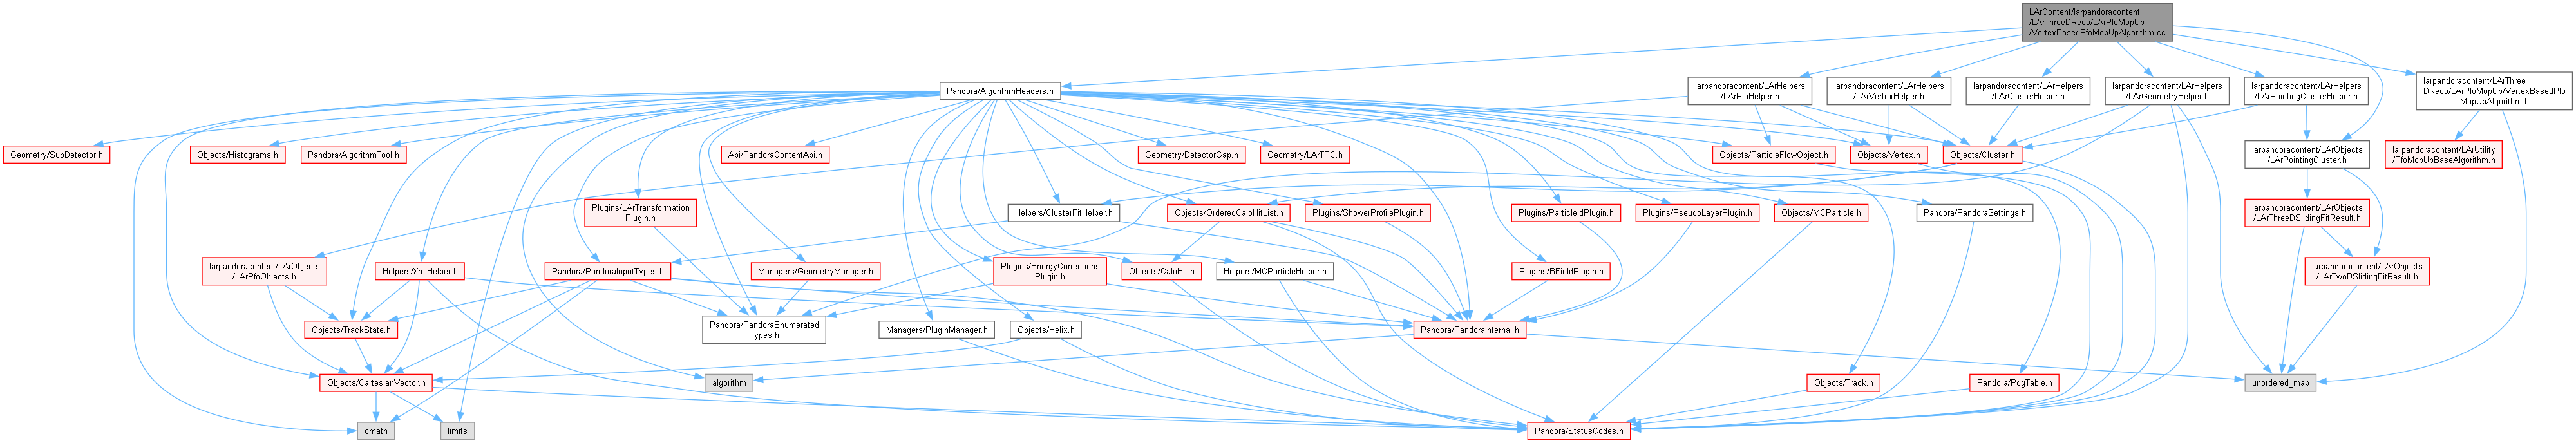 LArContent/larpandoracontent
/LArThreeDReco/LArPfoMopUp
/VertexBasedPfoMopUpAlgorithm.cc
Pandora/AlgorithmHeaders.h
larpandoracontent/LArHelpers
/LArPfoHelper.h
larpandoracontent/LArHelpers
/LArVertexHelper.h
larpandoracontent/LArHelpers
/LArClusterHelper.h
larpandoracontent/LArHelpers
/LArGeometryHelper.h
larpandoracontent/LArHelpers
/LArPointingClusterHelper.h
larpandoracontent/LArThree
DReco/LArPfoMopUp/VertexBasedPfo
MopUpAlgorithm.h
Geometry/SubDetector.h
Objects/Histograms.h
Pandora/AlgorithmTool.h
Api/PandoraContentApi.h
Geometry/DetectorGap.h
Geometry/LArTPC.h
Objects/ParticleFlowObject.h
Objects/Vertex.h
Objects/Cluster.h
larpandoracontent/LArObjects
/LArPointingCluster.h
larpandoracontent/LArUtility
/PfoMopUpBaseAlgorithm.h
Plugins/LArTransformation
Plugin.h
Helpers/ClusterFitHelper.h
Objects/OrderedCaloHitList.h
Plugins/ShowerProfilePlugin.h
Plugins/ParticleIdPlugin.h
Plugins/PseudoLayerPlugin.h
Objects/MCParticle.h
Pandora/PandoraSettings.h
larpandoracontent/LArObjects
/LArThreeDSlidingFitResult.h
larpandoracontent/LArObjects
/LArPfoObjects.h
Helpers/XmlHelper.h
Pandora/PandoraInputTypes.h
Managers/GeometryManager.h
Plugins/EnergyCorrections
Plugin.h
Objects/CaloHit.h
Helpers/MCParticleHelper.h
Plugins/BFieldPlugin.h
larpandoracontent/LArObjects
/LArTwoDSlidingFitResult.h
Objects/TrackState.h
Pandora/PandoraEnumerated
Types.h
Managers/PluginManager.h
Objects/Helix.h
Pandora/PandoraInternal.h
Objects/CartesianVector.h
algorithm
Objects/Track.h
Pandora/PdgTable.h
unordered_map
cmath
limits
Pandora/StatusCodes.h